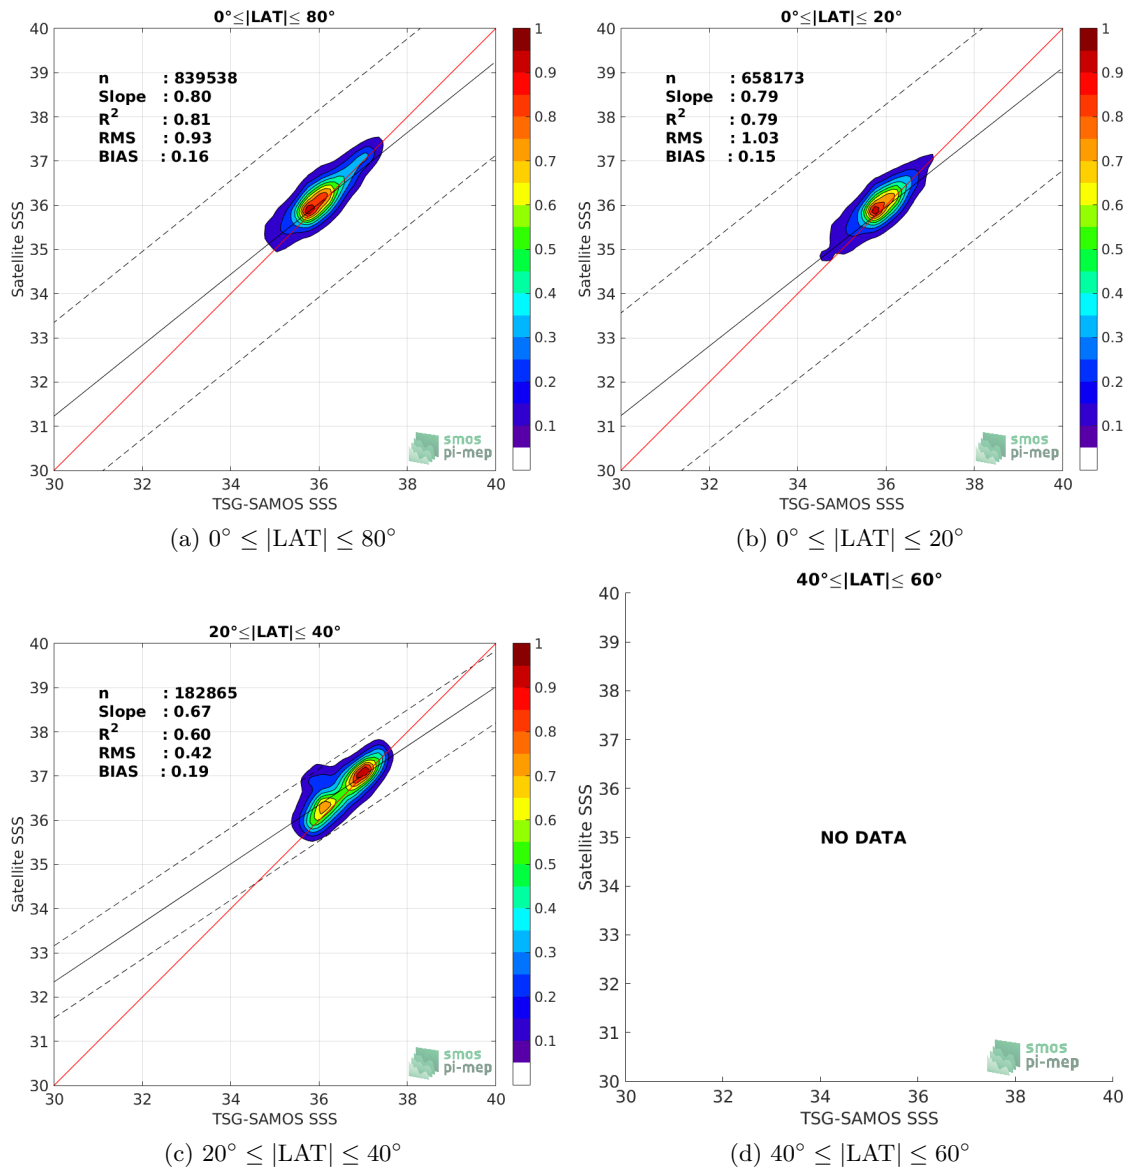 0°≤|LAT|≤ 80°
n : 839538
Slope : 0.80
R² : 0.81
RMS : 0.93
BIAS : 0.16
40
39
38
37
36
35
34
33
32
31
30
Satellite SSS
30 32 34 36 38 40
TSG-SAMOS SSS
1
0.9
0.8
0.7
0.6
0.5
0.4
0.3
0.2
0.1
smos
pi-mep
(a) 0° ≤ |LAT| ≤ 80°
0°≤|LAT|≤ 20°
n : 658173
Slope : 0.79
R² : 0.79
RMS : 1.03
BIAS : 0.15
40
39
38
37
36
35
34
33
32
31
30
Satellite SSS
30 32 34 36 38 40
TSG-SAMOS SSS
1
0.9
0.8
0.7
0.6
0.5
0.4
0.3
0.2
0.1
smos
pi-mep
(b) 0° ≤ |LAT| ≤ 20°
20°≤|LAT|≤ 40°
n : 182865
Slope : 0.67
R² : 0.60
RMS : 0.42
BIAS : 0.19
40
39
38
37
36
35
34
33
32
31
30
Satellite SSS
30 32 34 36 38 40
TSG-SAMOS SSS
1
0.9
0.8
0.7
0.6
0.5
0.4
0.3
0.2
0.1
smos
pi-mep
(c) 20° ≤ |LAT| ≤ 40°
40°≤|LAT|≤ 60°
40
39
38
37
36
35
34
33
32
31
30
Satellite SSS
NO DATA
30 32 34 36 38 40
TSG-SAMOS SSS
smos
pi-mep
(d) 40° ≤ |LAT| ≤ 60°